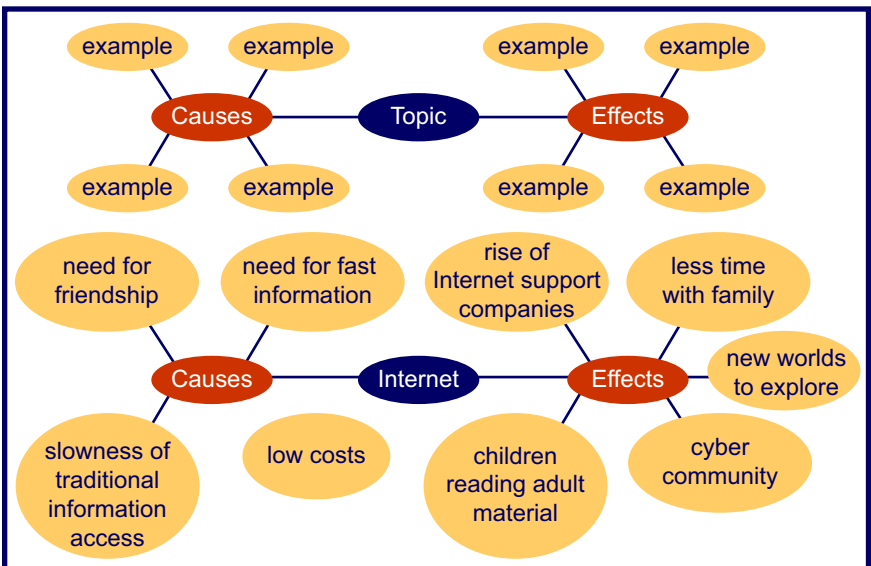 example
example
example
example
Causes
Topic
Effects
example
example
example
example
need for
friendship
need for fast
information
rise of
Internet support
companies
less time
with family
Causes
Internet
Effects
new worlds
to explore
slowness of
traditional
information
access
low costs
children
reading adult
material
cyber
community